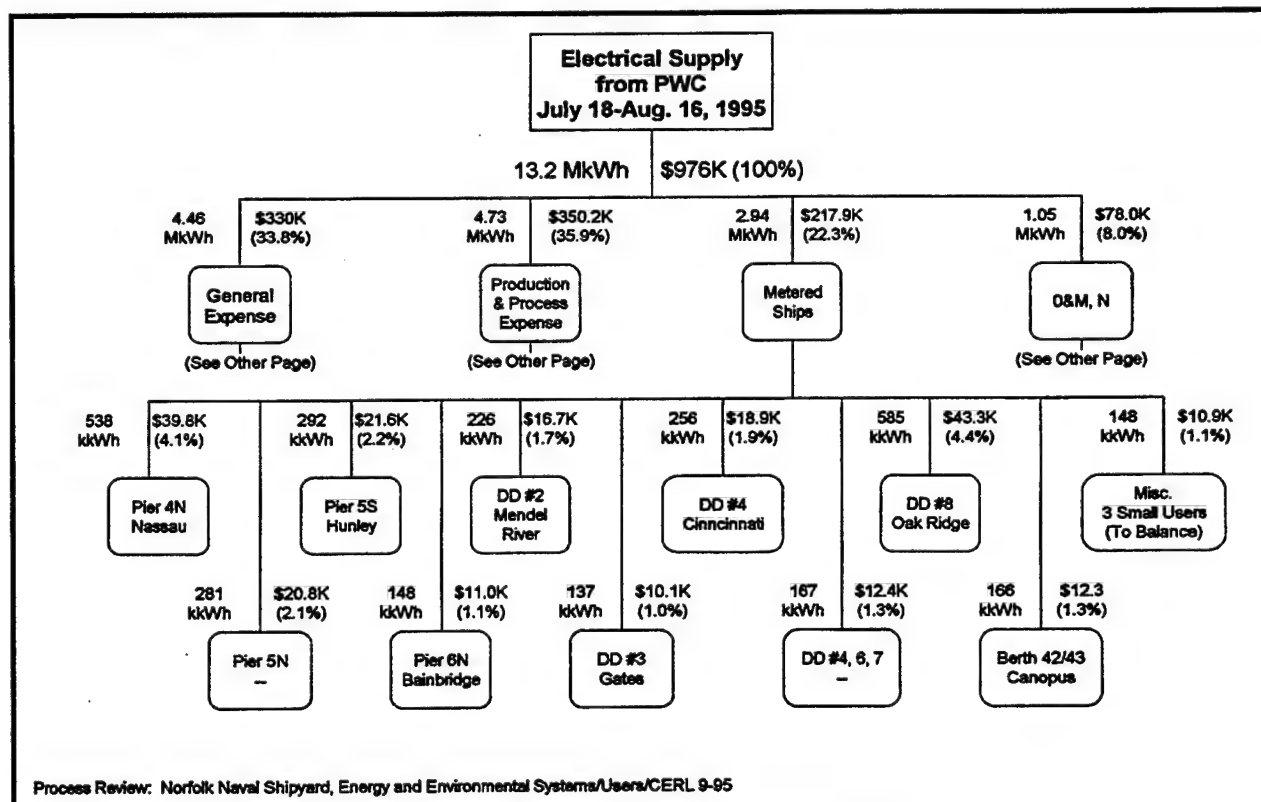 Electrical Supply
from PWC
July 18-Aug. 16, 1995
13.2 MkWh $976K (100%)
4.46 $330K
MkWh (33.8%)
General
Expense
(See Other Page)
4.73 $350.2K
MkWh (35.9%)
Production
& Process
Expense
(See Other Page)
2.94 $217.9K
MkWh (22.3%)
Metered
Ships
1.05 $78.0K
MkWh (8.0%)
0&M, N
(See Other Page)
538 $39.8K
kkWh (4.1%)
Pier 4N
Nassau
292 $21.6K
kkWh (2.2%)
Pier 5S
Hunley
226 $16.7K
kkWh (1.7%)
DD #2
Mendel
River
256 $18.9K
kkWh (1.9%)
DD #4
Cinncinnati
585 $43.3K
kkWh (4.4%)
DD #8
Oak Ridge
148 $10.9K
kkWh (1.1%)
Misc.
3 Small Users
(To Balance)
281 $20.8K
kkWh (2.1%)
Pier 5N
--
148 $11.0K
kkWh (1.1%)
Pier 6N
Bainbridge
137 $10.1K
kkWh (1.0%)
DD #3
Gates
167 $12.4K
kkWh (1.3%)
DD #4, 6, 7
--
166 $12.3
kkWh (1.3%)
Berth 42/43
Canopus
Process Review: Norfolk Naval Shipyard, Energy and Environmental Systems/Users/CERL 9-95